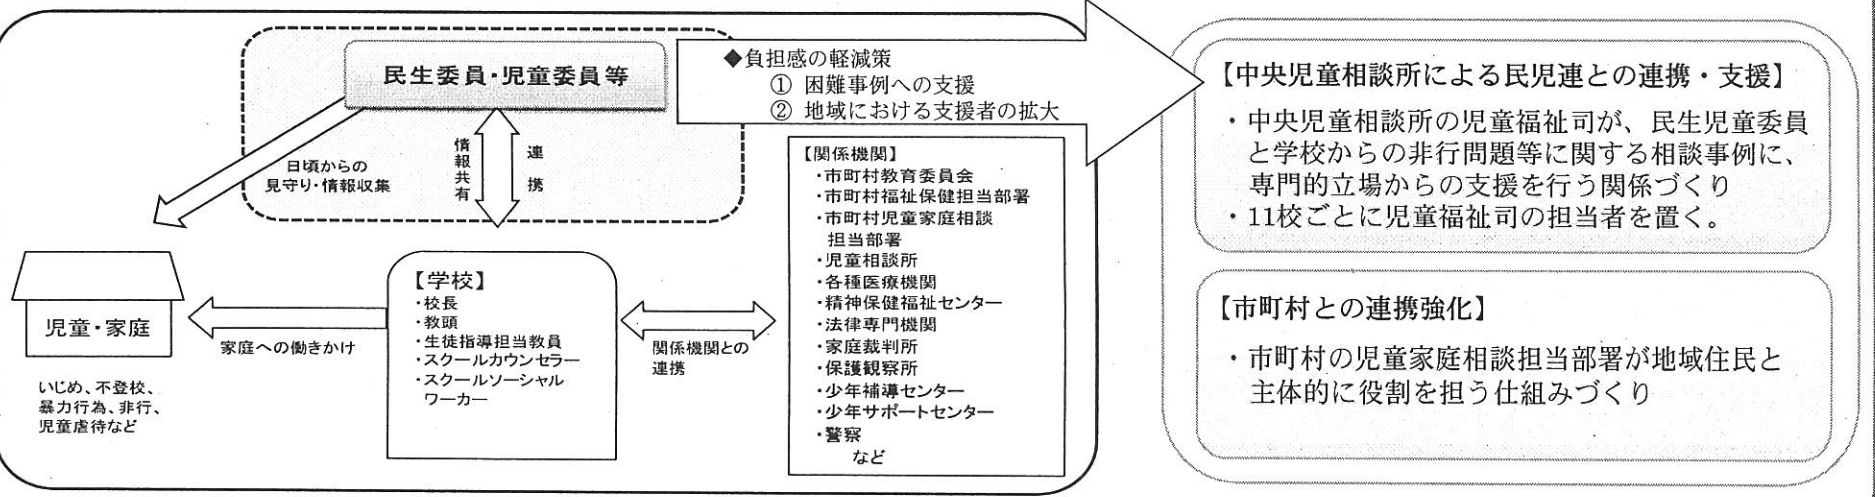 民生委員・児童委員等
◆負担感の軽減策
① 困難事例への支援
② 地域における支援者の拡大
日頃からの
見守り・情報収集
情報共有
連携
児童・家庭
いじめ、不登校、
暴力行為、非行、
児童虐待など
家庭への働きかけ
【学校】
・校長
・教頭
・生徒指導担当教員
・スクールカウンセラー
・スクールソーシャル
ワーカー
関係機関との
連携
【関係機関】
・市町村教育委員会
・市町村福祉保健担当部署
・市町村児童家庭相談
担当部署
・児童相談所
・各種医療機関
・精神保健福祉センター
・法律専門機関
・家庭裁判所
・保護観察所
・少年補導センター
・少年サポートセンター
・警察
など
【中央児童相談所による民児連との連携・支援】
・中央児童相談所の児童福祉司が、民生児童委員
と学校からの非行問題等に関する相談事例に、
専門的立場からの支援を行う関係づくり
・11校ごとに児童福祉司の担当者を置く。
【市町村との連携強化】
・市町村の児童家庭相談担当部署が地域住民と
主体的に役割を担う仕組みづくり